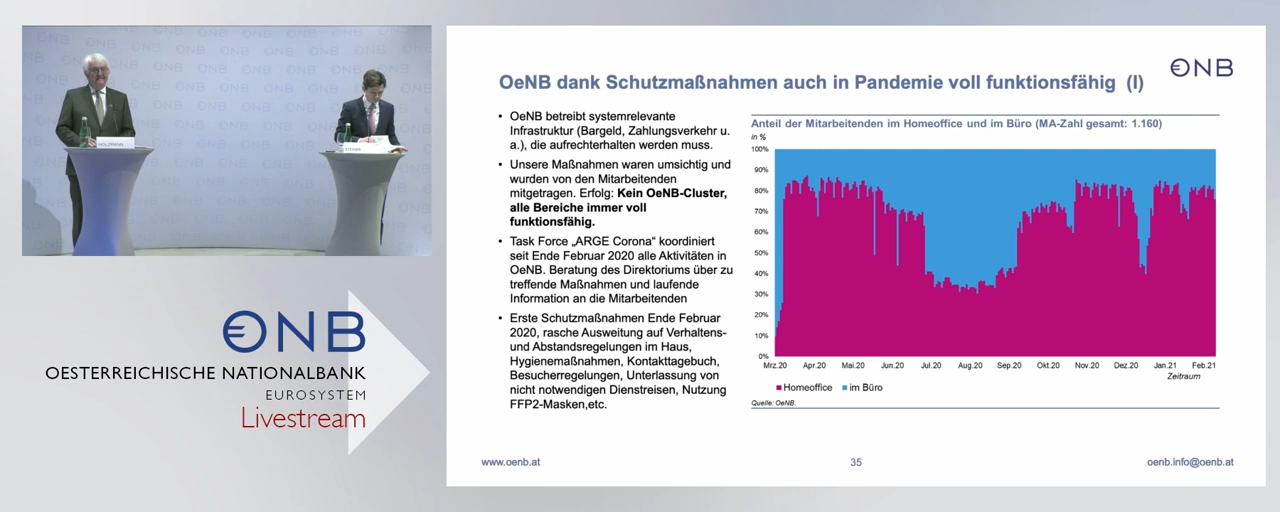 HOLZMANN
STEINER
€NB
OESTERREICHISCHE NATIONALBANK
EUROSYSTEM
Livestream
€NB
OeNB dank Schutzmaßnahmen auch in Pandemie voll funktionsfähig (I)
• OeNB betreibt systemrelevante
Infrastruktur (Bargeld, Zahlungsverkehr u.
a.), die aufrechterhalten werden muss.
• Unsere Maßnahmen waren umsichtig und
wurden von den Mitarbeitenden
mitgetragen. Erfolg: Kein OeNB-Cluster,
alle Bereiche immer voll
funktionsfähig.
• Task Force „ARGE Corona“ koordiniert
seit Ende Februar 2020 alle Aktivitäten in
OeNB. Beratung des Direktoriums über zu
treffende Maßnahmen und laufende
Information an die Mitarbeitenden
• Erste Schutzmaßnahmen Ende Februar
2020, rasche Ausweitung auf Verhaltens-
und Abstandsregelungen im Haus,
Hygienemaßnahmen, Kontakttagebuch,
Besucherregelungen, Unterlassung von
nicht notwendigen Dienstreisen, Nutzung
FFP2-Masken,etc.
Anteil der Mitarbeitenden im Homeoffice und im Büro (MA-Zahl gesamt: 1.160)
in %
100%
90%
80%
70%
60%
50%
40%
30%
20%
10%
0%
Mrz.20 Apr.20 Mai.20 Jun.20 Jul.20 Aug.20 Sep.20 Okt.20 Nov.20 Dez.20 Jan.21 Feb.21
Zeitraum
Homeoffice im Büro
Quelle: OeNB.
www.oenb.at 35 oenb.info@oenb.at